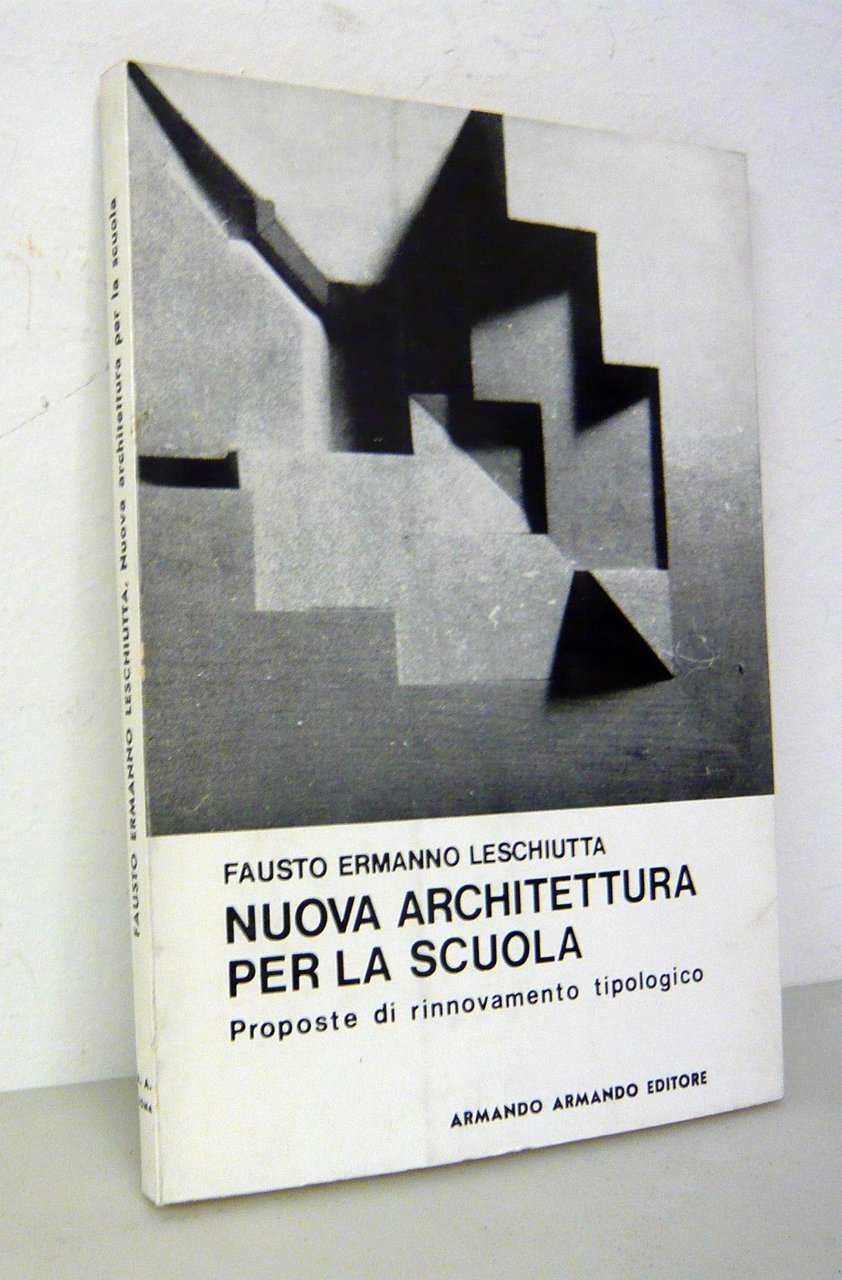 FAUSTO ERMANNO LESCHIUTTA
NUOVA ARCHITETTURA
PER LA SCUOLA
Proposte di rinnovamento tipologico
ARMANDO ARMANDO EDITORE
FAUSTO ERMANNO LESCHIUTTA, Nuova architettura per la scuola